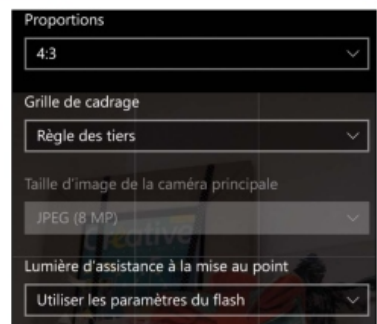 Proportions
4:3
Grille de cadrage
Règle des tiers
Taille d'image de la caméra principale
JPEG (8 MP)
creative
Lumière d'assistance à la mise au point
Utiliser les paramètres du flash